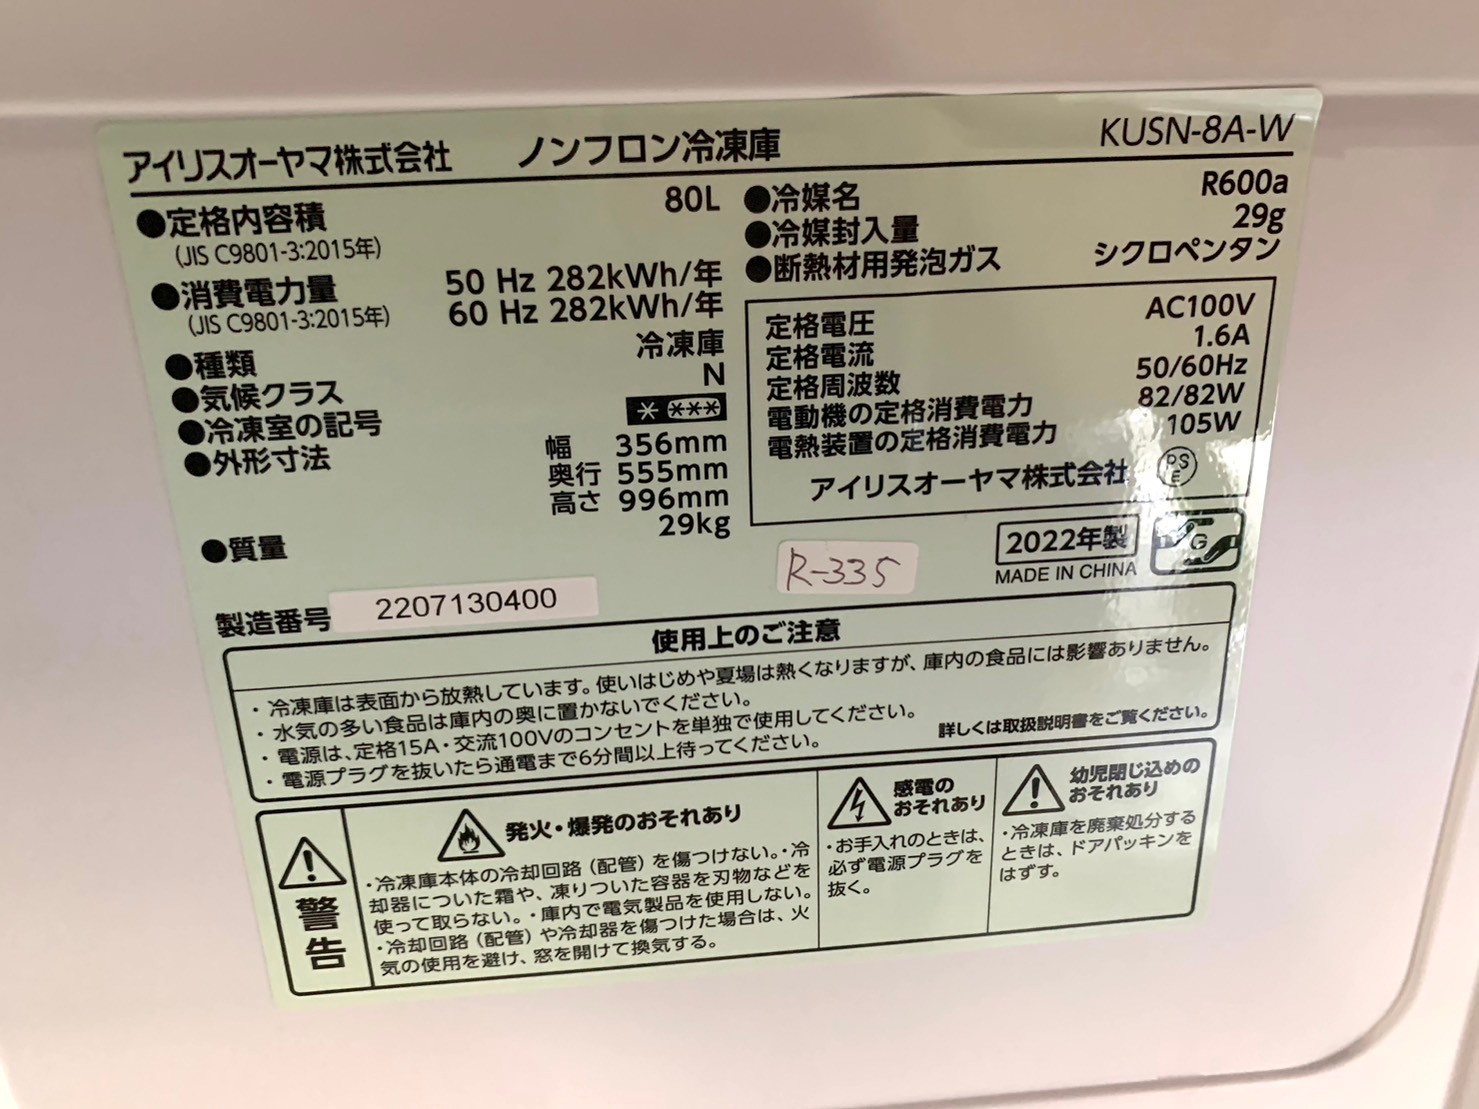 アイリスオーヤマ株式会社 ノンフロン冷凍庫 KUSN-8A-W
●定格内容積 80L
(JIS C9801-3:2015年)
●消費電力量 50 Hz 282kWh/年
(JIS C9801-3:2015年) 60 Hz 282kWh/年
●種類 冷凍庫
●気候クラス N
●冷凍室の記号 * ***
●外形寸法 幅 356mm
奥行 555mm
高さ 996mm
●質量 29kg
●冷媒名 R600a
●冷媒封入量 29g
●断熱材用発泡ガス シクロペンタン
定格電圧 AC100V
定格電流 1.6A
定格周波数 50/60Hz
電動機の定格消費電力 82/82W
電熱装置の定格消費電力 105W
アイリスオーヤマ株式会社 PSE
R-335
2022年製
MADE IN CHINA
G
製造番号 2207130400
使用上のご注意
・冷凍庫は表面から放熱しています。使いはじめや夏場は熱くなりますが、庫内の食品には影響ありません。
・水気の多い食品は庫内の奥に置かないでください。
・電源は、定格15A・交流100Vのコンセントを単独で使用してください。
・電源プラグを抜いたら通電まで6分間以上待ってください。
詳しくは取扱説明書をご覧ください。
警告
発火・爆発のおそれあり
・冷凍庫本体の冷却回路（配管）を傷つけない。・冷
却器についた霜や、凍りついた容器を刃物などを
使って取らない。・庫内で電気製品を使用しない。
・冷却回路（配管）や冷却器を傷つけた場合は、火
気の使用を避け、窓を開けて換気する。
感電の
おそれあり
・お手入れのときは、
必ず電源プラグを
抜く。
幼児閉じ込めの
おそれあり
・冷凍庫を廃棄処分する
ときは、ドアパッキンを
はずす。